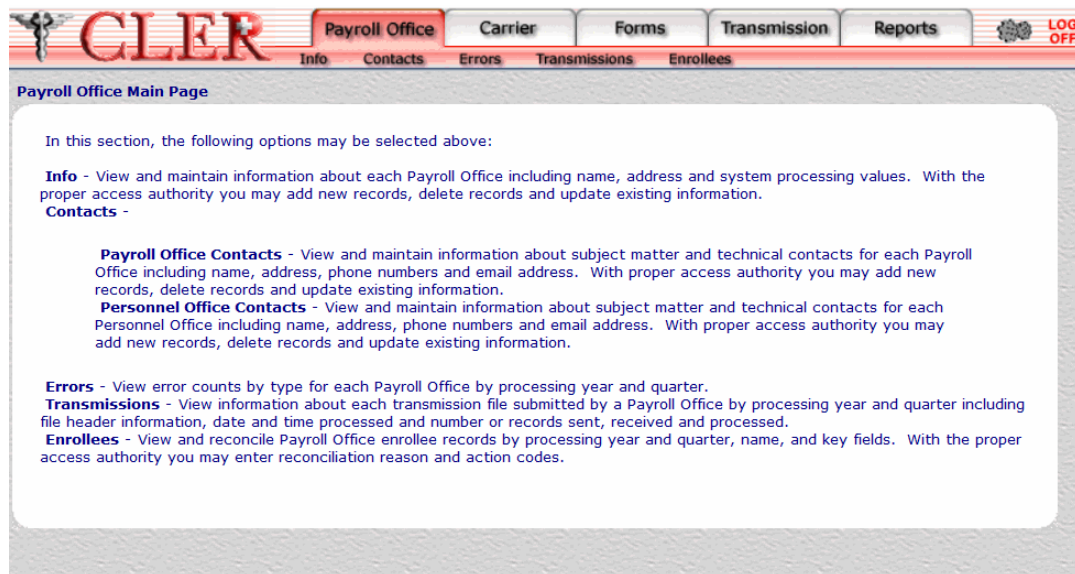 CLER
Payroll Office Carrier Forms Transmission Reports LOG OFF
Info Contacts Errors Transmissions Enrollees
Payroll Office Main Page
In this section, the following options may be selected above:
Info - View and maintain information about each Payroll Office including name, address and system processing values. With the
proper access authority you may add new records, delete records and update existing information.
Contacts -
Payroll Office Contacts - View and maintain information about subject matter and technical contacts for each Payroll
Office including name, address, phone numbers and email address. With proper access authority you may add new
records, delete records and update existing information.
Personnel Office Contacts - View and maintain information about subject matter and technical contacts for each
Personnel Office including name, address, phone numbers and email address. With proper access authority you may
add new records, delete records and update existing information.
Errors - View error counts by type for each Payroll Office by processing year and quarter.
Transmissions - View information about each transmission file submitted by a Payroll Office by processing year and quarter including
file header information, date and time processed and number or records sent, received and processed.
Enrollees - View and reconcile Payroll Office enrollee records by processing year and quarter, name, and key fields. With the proper
access authority you may enter reconciliation reason and action codes.